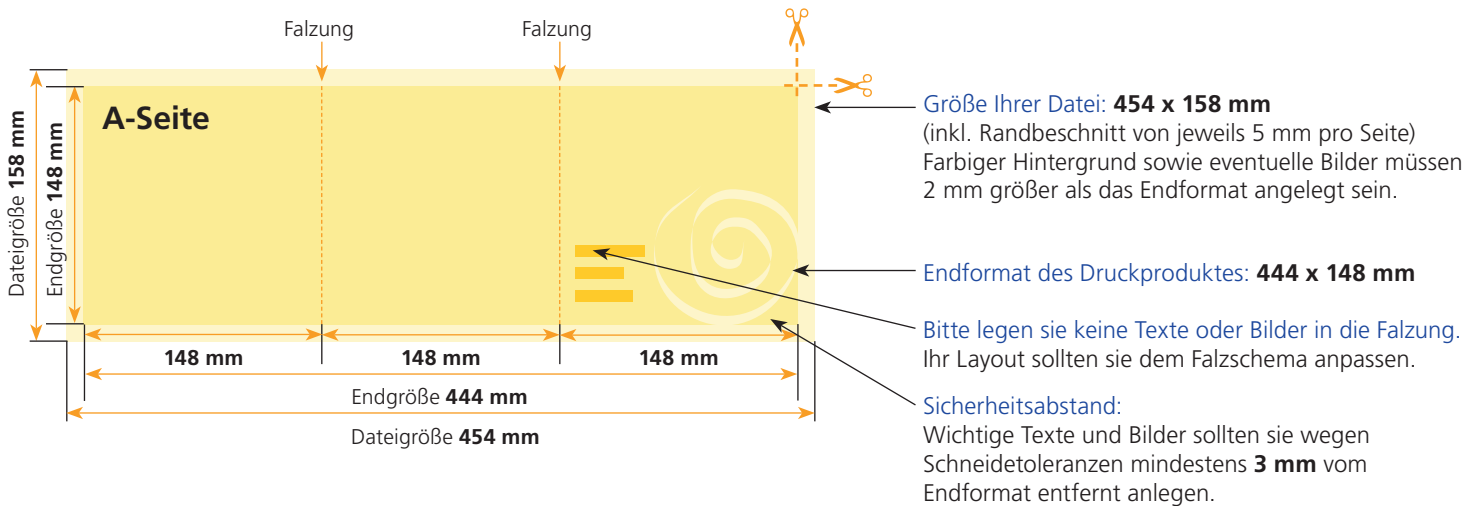 Falzung
Falzung
A-Seite
Dateigröße 158 mm
Endgröße 148 mm
148 mm
148 mm
148 mm
Endgröße 444 mm
Dateigröße 454 mm
Größe Ihrer Datei: 454 x 158 mm
(inkl. Randbeschnitt von jeweils 5 mm pro Seite)
Farbiger Hintergrund sowie eventuelle Bilder müssen
2 mm größer als das Endformat angelegt sein.
Endformat des Druckproduktes: 444 x 148 mm
Bitte legen sie keine Texte oder Bilder in die Falzung.
Ihr Layout sollten sie dem Falzschema anpassen.
Sicherheitsabstand:
Wichtige Texte und Bilder sollten sie wegen
Schneidetoleranzen mindestens 3 mm vom
Endformat entfernt anlegen.